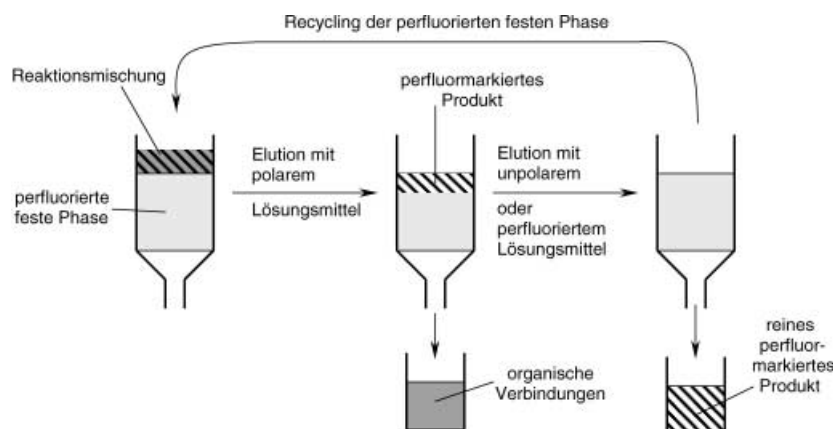 Recycling der perfluorierten festen Phase
Reaktionsmischung
perfluormarkiertes
Produkt
perfluorierte
feste Phase
Elution mit
polarem
Lösungsmittel
Elution mit
unpolarem
oder
perfluoriertem
Lösungsmittel
organische
Verbindungen
reines
perfluor-
markiertes
Produkt